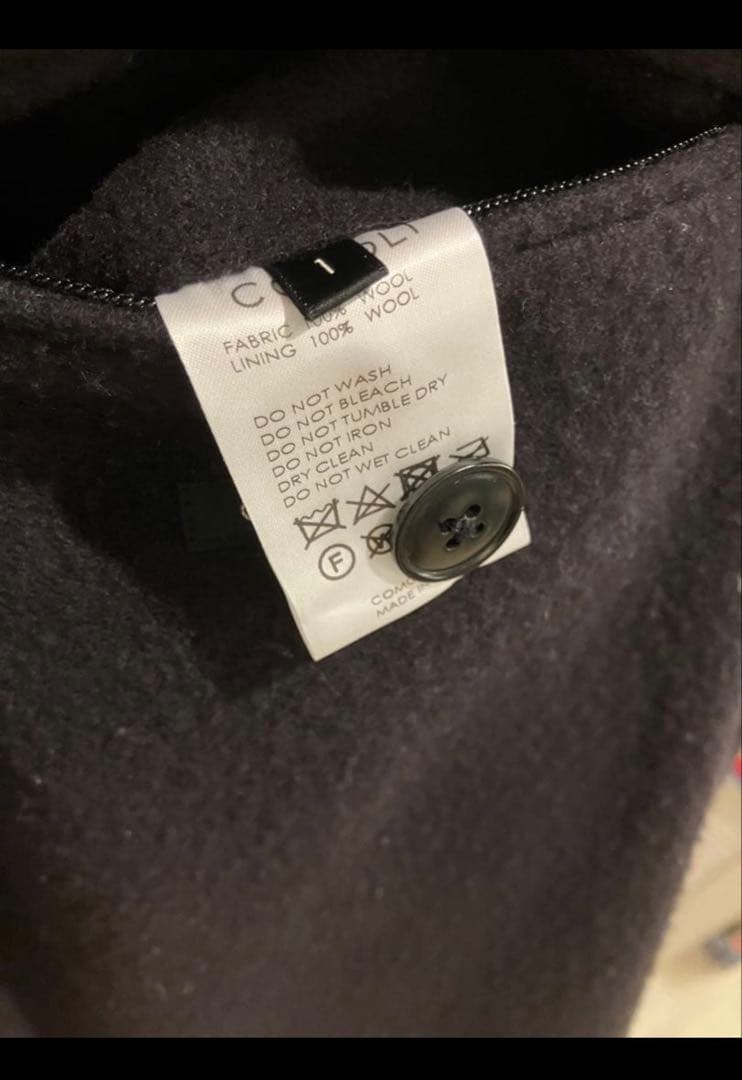 1
FABRIC 100% WOOL
LINING 100% WOOL
DO NOT WASH
DO NOT BLEACH
DO NOT TUMBLE DRY
DO NOT IRON
DRY CLEAN
DO NOT WET CLEAN
F
MADE